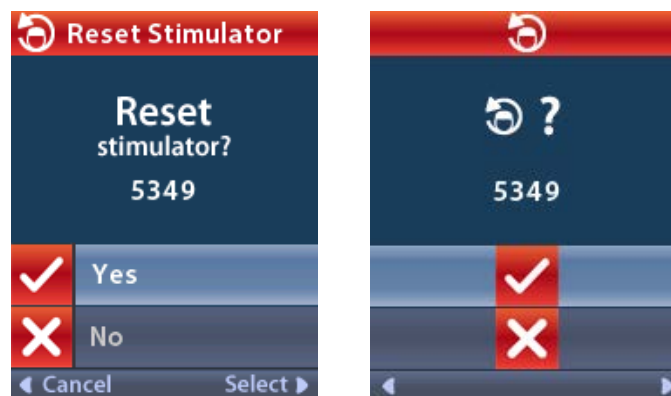 Reset Stimulator
Reset
stimulator?
5349
Yes
No
Cancel Select
?
5349